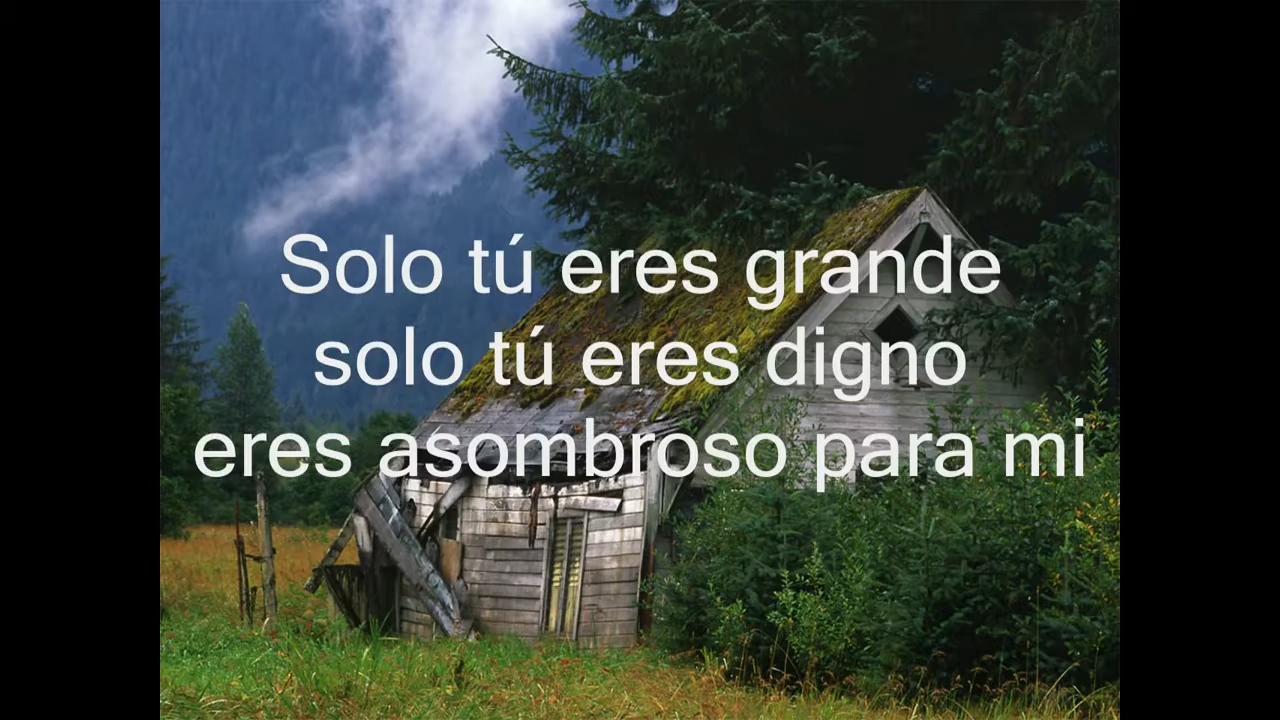 Solo tú eres grande
solo tú eres digno
eres asombroso para mi